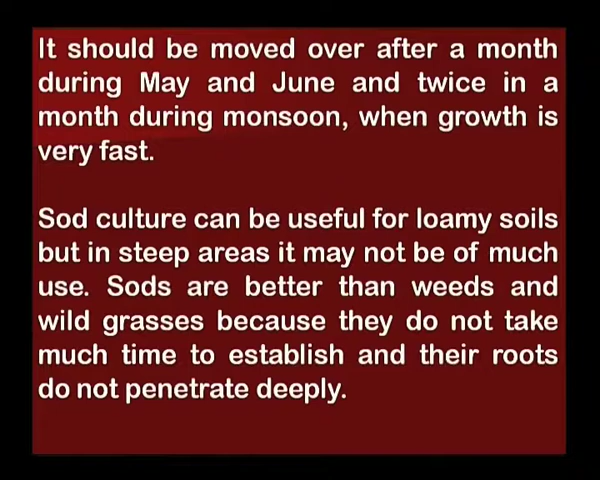 It should be moved over after a month
during May and June and twice in a
month during monsoon, when growth is
very fast.
Sod culture can be useful for loamy soils
but in steep areas it may not be of much
use. Sods are better than weeds and
wild grasses because they do not take
much time to establish and their roots
do not penetrate deeply.